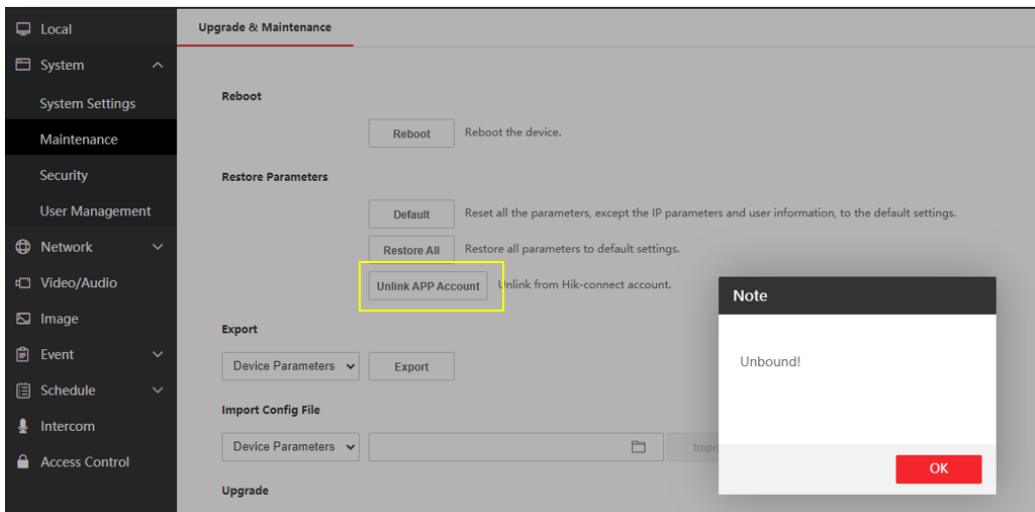 Local
System
System Settings
Maintenance
Security
User Management
Network
Video/Audio
Image
Event
Schedule
Intercom
Access Control
Upgrade & Maintenance
Reboot
Reboot Reboot the device.
Restore Parameters
Default Reset all the parameters, except the IP parameters and user information, to the default settings.
Restore All Restore all parameters to default settings.
Unlink APP Account Unlink from Hik-connect account.
Export
Device Parameters Export
Import Config File
Device Parameters Impo
Upgrade
Note
Unbound!
OK